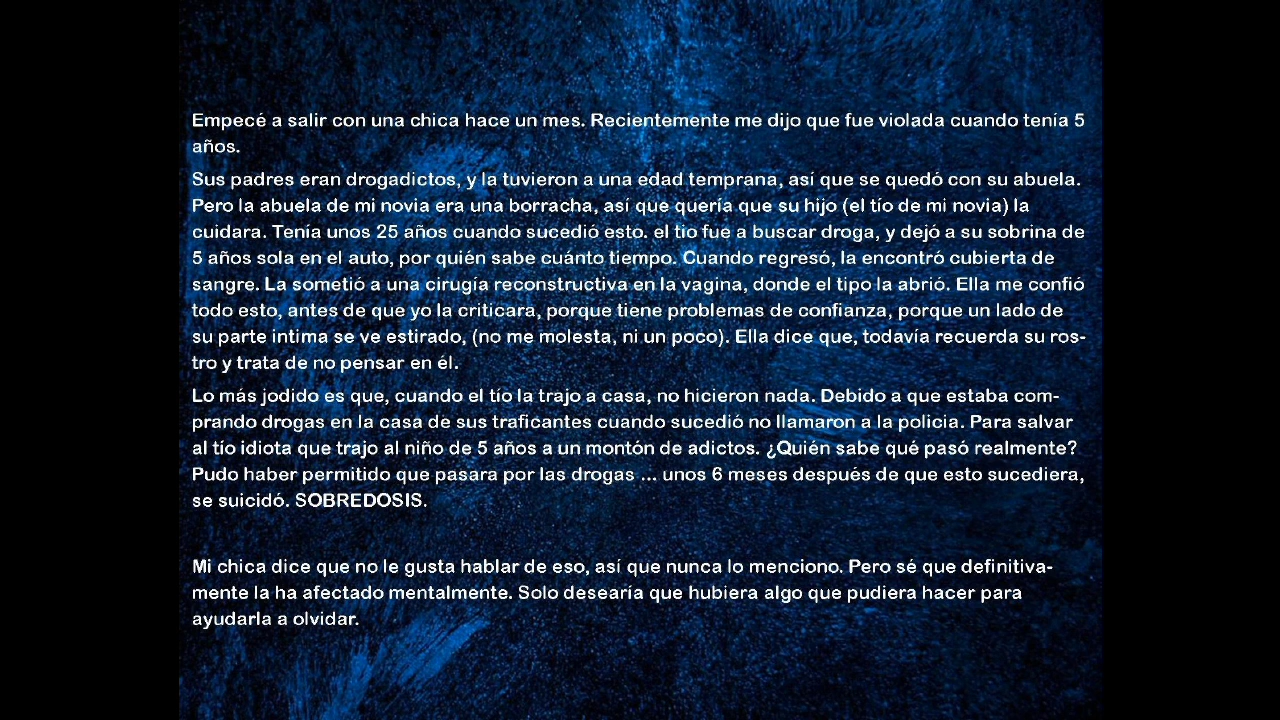 Empecé a salir con una chica hace un mes. Recientemente me dijo que fue violada cuando tenía 5
años.
Sus padres eran drogadictos, y la tuvieron a una edad temprana, así que se quedó con su abuela.
Pero la abuela de mi novia era una borracha, así que quería que su hijo (el tío de mi novia) la
cuidara. Tenía unos 25 años cuando sucedió esto. el tio fue a buscar droga, y dejó a su sobrina de
5 años sola en el auto, por quién sabe cuánto tiempo. Cuando regresó, la encontró cubierta de
sangre. La sometió a una cirugía reconstructiva en la vagina, donde el tipo la abrió. Ella me confió
todo esto, antes de que yo la criticara, porque tiene problemas de confianza, porque un lado de
su parte intima se ve estirado, (no me molesta, ni un poco). Ella dice que, todavía recuerda su ros-
tro y trata de no pensar en él.
Lo más jodido es que, cuando el tío la trajo a casa, no hicieron nada. Debido a que estaba com-
prando drogas en la casa de sus traficantes cuando sucedió no llamaron a la policia. Para salvar
al tío idiota que trajo al niño de 5 años a un montón de adictos. ¿Quién sabe qué pasó realmente?
Pudo haber permitido que pasara por las drogas ... unos 6 meses después de que esto sucediera,
se suicidó. SOBREDOSIS.
Mi chica dice que no le gusta hablar de eso, así que nunca lo menciono. Pero sé que definitiva-
mente la ha afectado mentalmente. Solo desearía que hubiera algo que pudiera hacer para
ayudarla a olvidar.